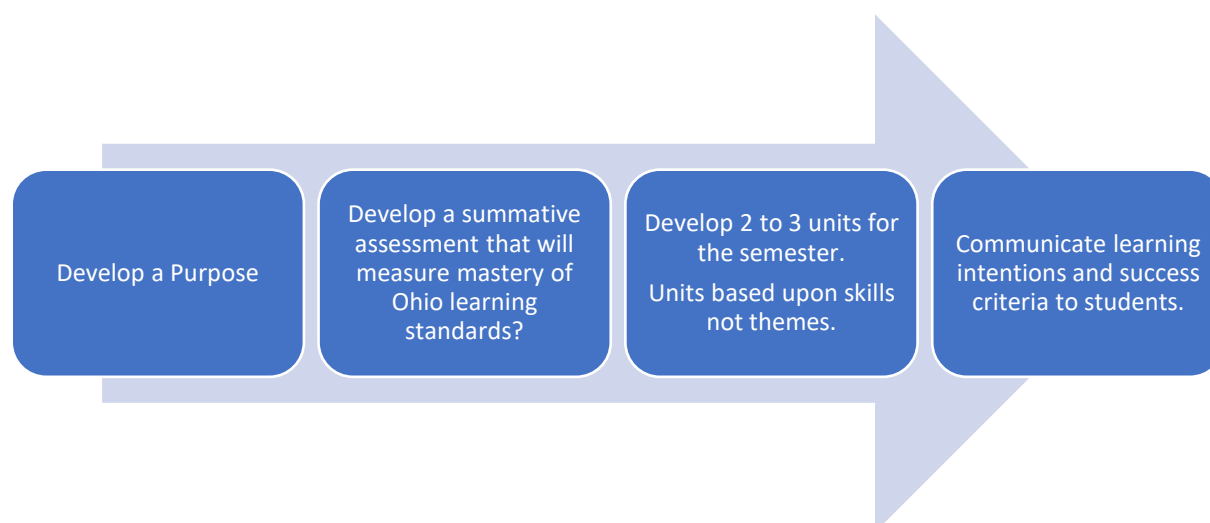 Develop a Purpose
Develop a summative
assessment that will
measure mastery of
Ohio learning
standards?
Develop 2 to 3 units for
the semester.
Units based upon skills
not themes.
Communicate learning
intentions and success
criteria to students.